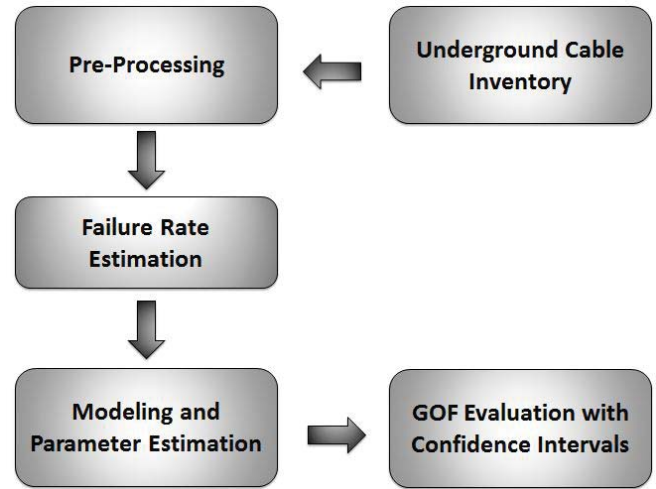 Pre-Processing
Underground Cable
Inventory
Failure Rate
Estimation
Modeling and
Parameter Estimation
GOF Evaluation with
Confidence Intervals